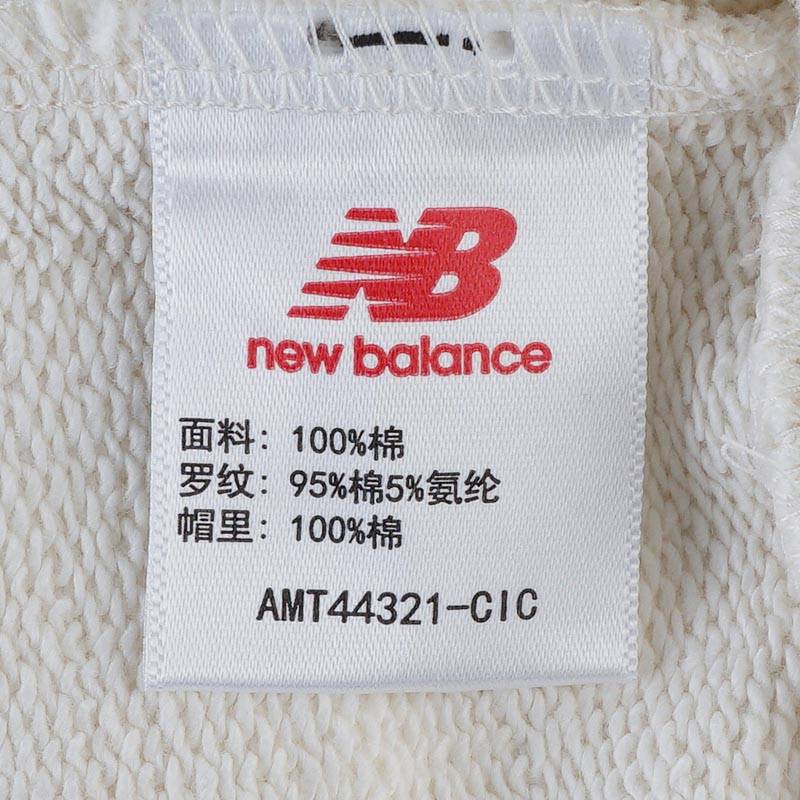 NB
new balance
面料：100%棉
罗纹：95%棉5%氨纶
帽里：100%棉
AMT44321-CIC